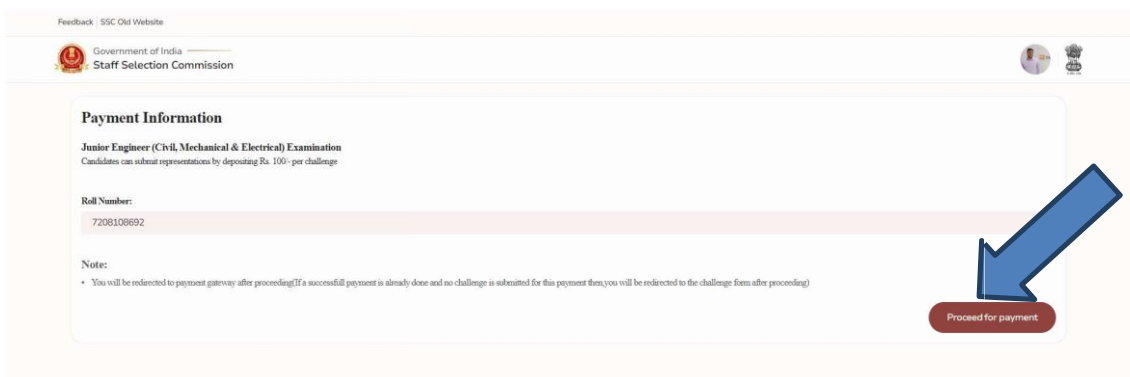 Feedback SSC Old Website
Government of India
Staff Selection Commission
Payment Information
Junior Engineer (Civil, Mechanical & Electrical) Examination
Candidates can submit representations by depositing Rs. 100/- per challenge
Roll Number:
7208108692
Note:
• You will be redirected to payment gateway after proceeding(If a successfull payment is already done and no challenge is submitted for this payment then,you will be redirected to the challenge form after proceeding)
Proceed for payment